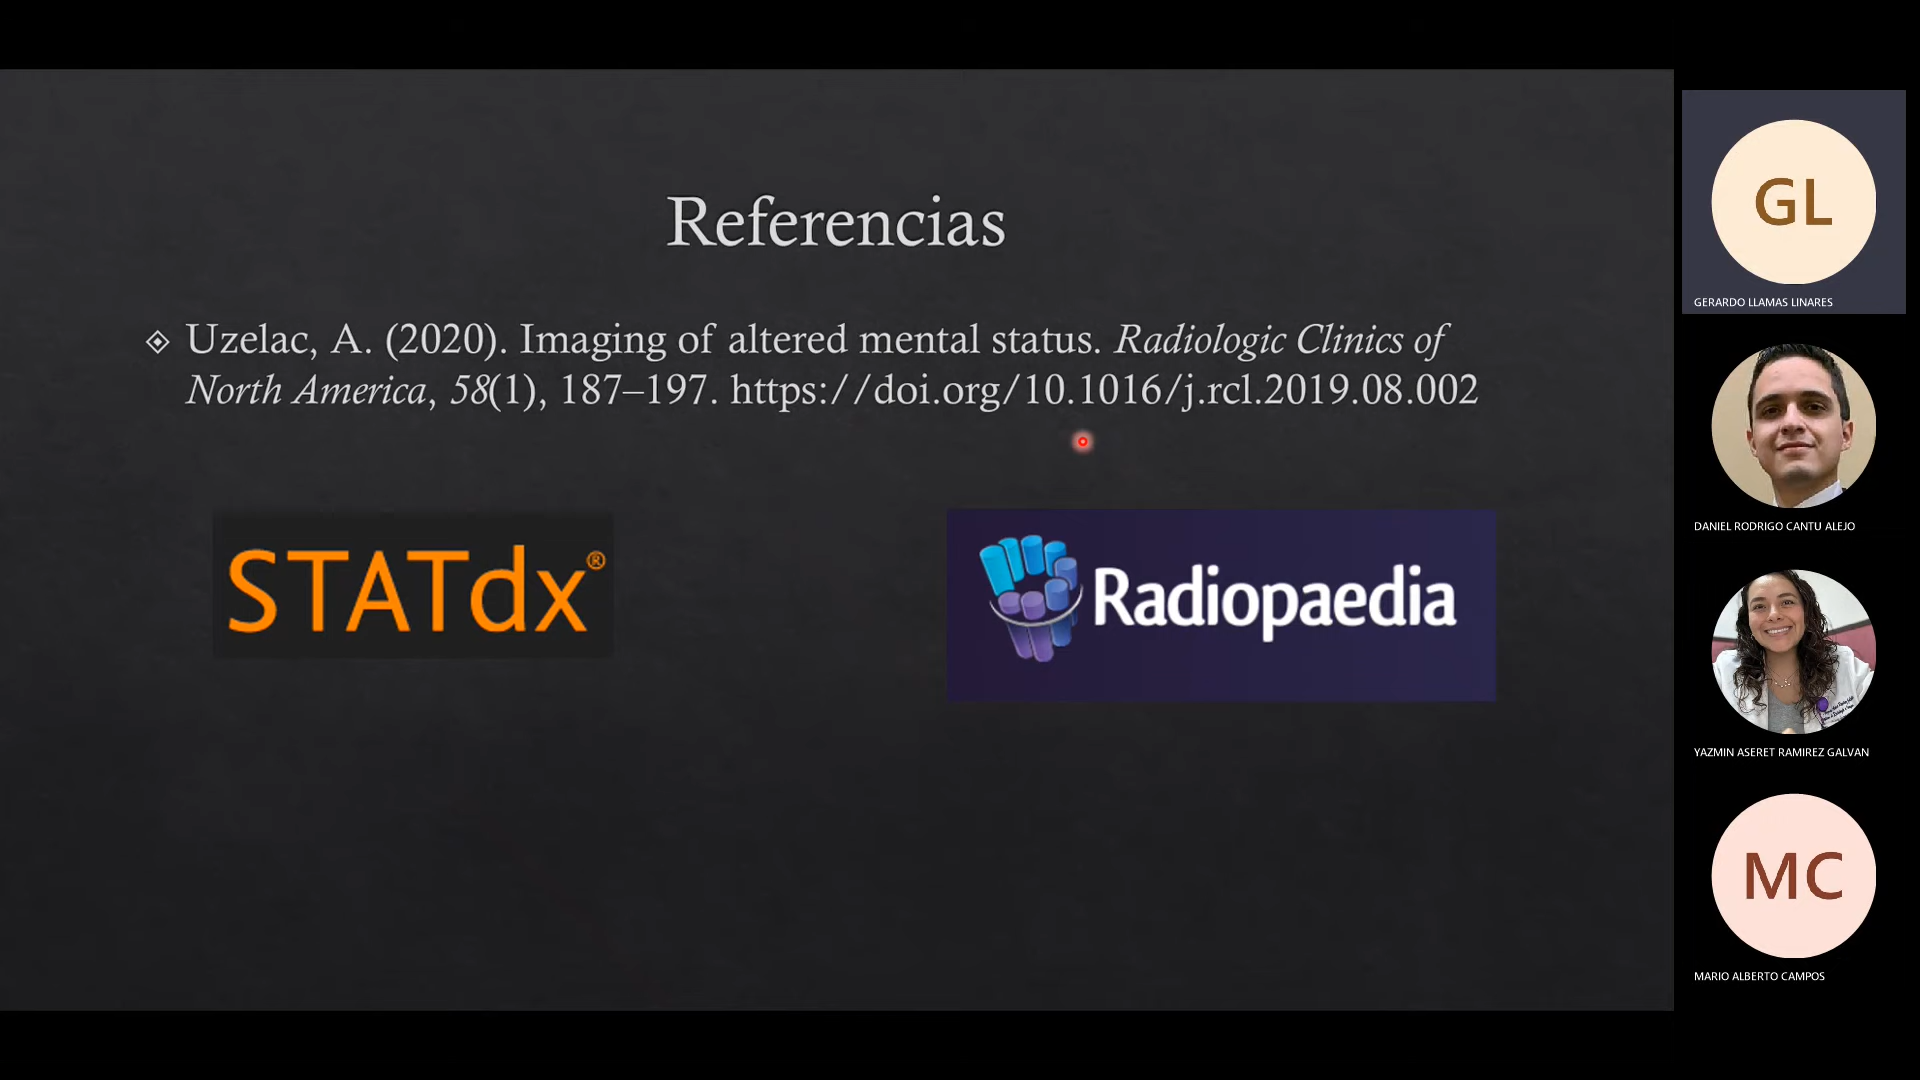 Referencias
Uzelac, A. (2020). Imaging of altered mental status. Radiologic Clinics of
North America, 58(1), 187–197. https://doi.org/10.1016/j.rcl.2019.08.002
STATdx®
Radiopaedia
GL
GERARDO LLAMAS LINARES
DANIEL RODRIGO CANTU ALEJO
YAZMIN ASERET RAMIREZ GALVAN
MC
MARIO ALBERTO CAMPOS